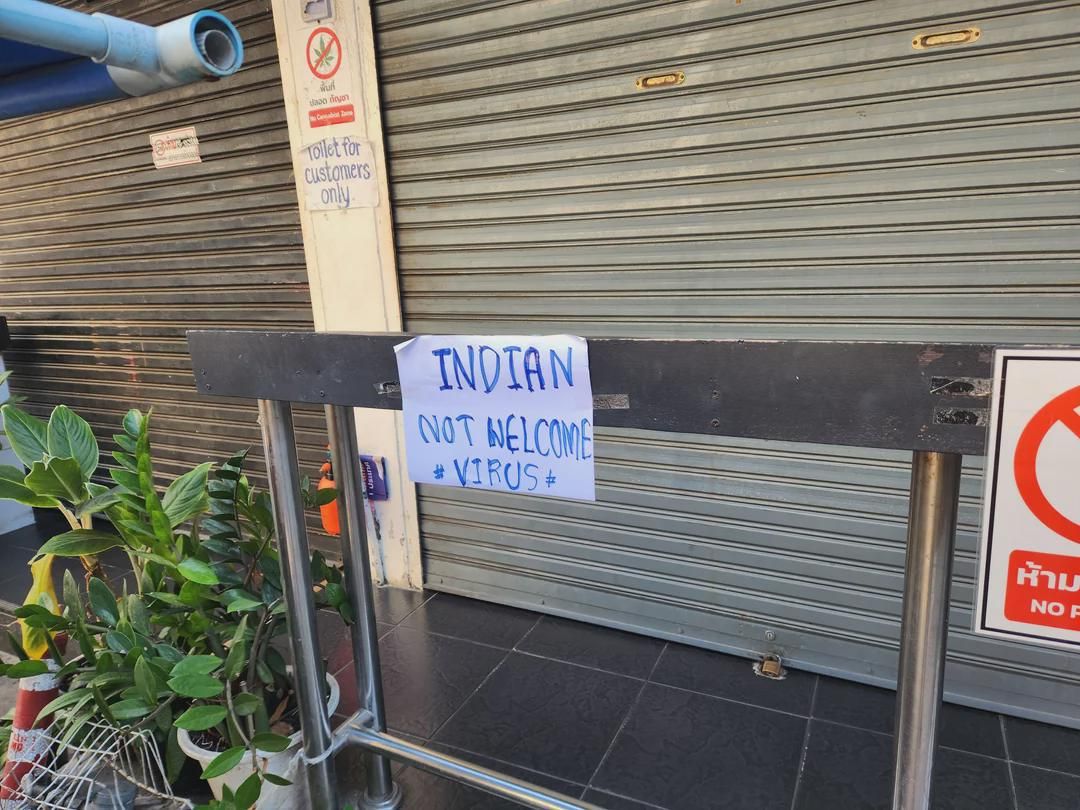 พื้นที่
ปลอด กัญชา
No Cannabis Zone
Toilet for
customers
only
INDIAN
NOT WELCOME
# VIRUS #
ห้าม
NO